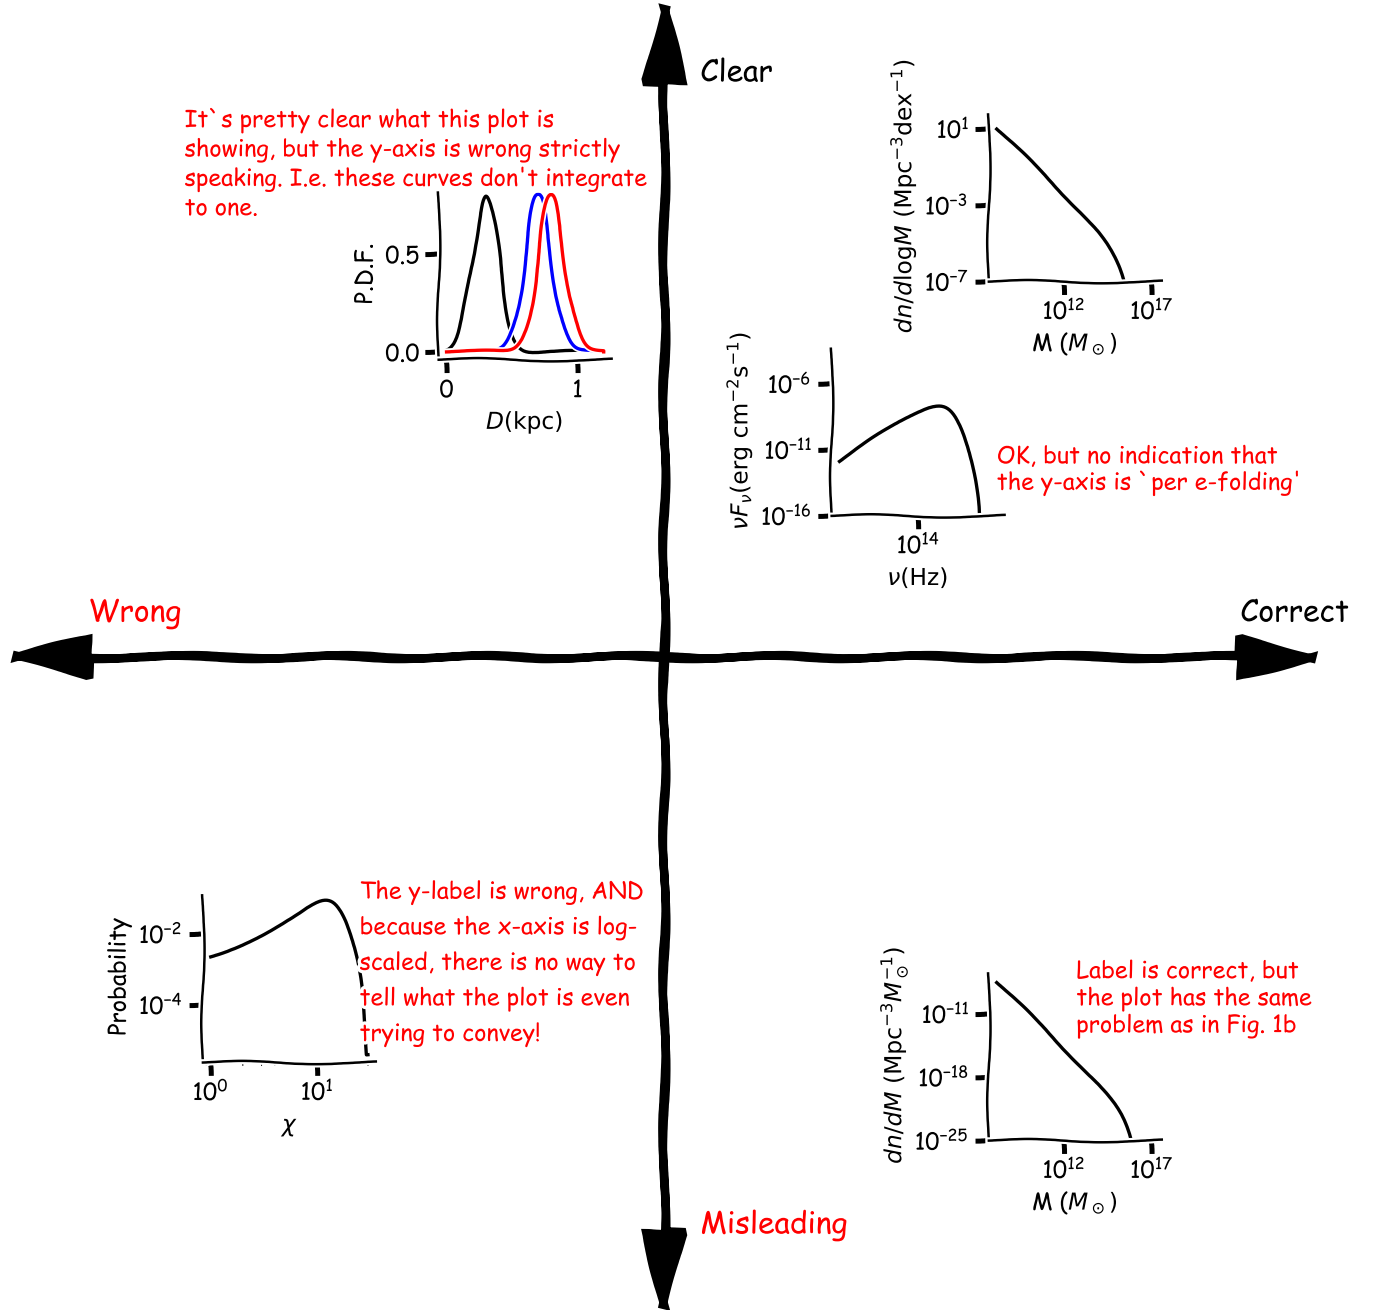 Clear
It`s pretty clear what this plot is
showing, but the y-axis is wrong strictly
speaking. I.e. these curves don't integrate
to one.
P.D.F.
0.5
0.0
0
1
D(kpc)
dn/dlogM (Mpc⁻³dex⁻¹)
10¹
10⁻³
10⁻⁷
10¹²
10¹⁷
M (M☉)
νFν(erg cm⁻²s⁻¹)
10⁻⁶
10⁻¹¹
10⁻¹⁶
10¹⁴
ν(Hz)
OK, but no indication that
the y-axis is `per e-folding'
Wrong
Correct
Probability
10⁻²
10⁻⁴
10⁰
10¹
χ
The y-label is wrong, AND
because the x-axis is log-
scaled, there is no way to
tell what the plot is even
trying to convey!
dn/dM (Mpc⁻³M☉⁻¹)
10⁻¹¹
10⁻¹⁸
10⁻²⁵
10¹²
10¹⁷
M (M☉)
Label is correct, but
the plot has the same
problem as in Fig. 1b
Misleading